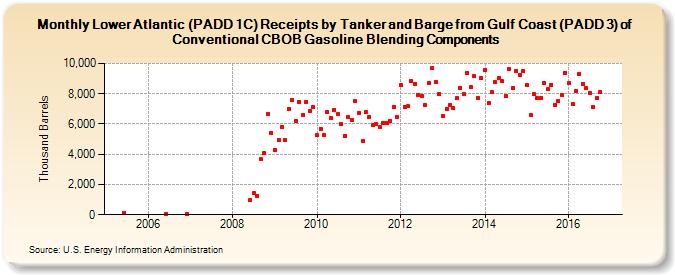 Monthly Lower Atlantic (PADD 1C) Receipts by Tanker and Barge from Gulf Coast (PADD 3) of
Conventional CBOB Gasoline Blending Components
Thousand Barrels
10,000
8,000
6,000
4,000
2,000
0
2006 2008 2010 2012 2014 2016
Source: U.S. Energy Information Administration